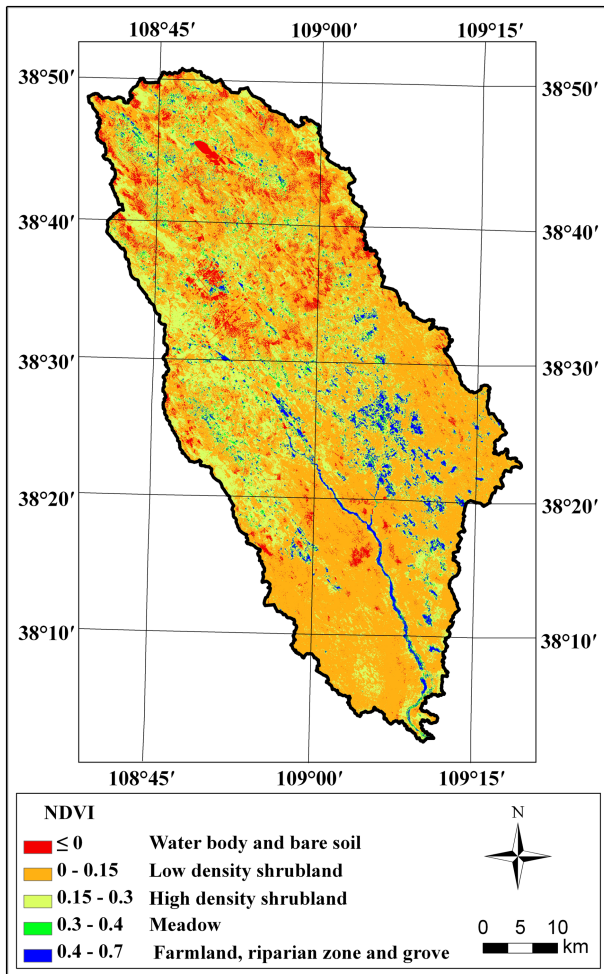 108°45′ 109°00′ 109°15′
38°50′ 38°50′
38°40′ 38°40′
38°30′ 38°30′
38°20′ 38°20′
38°10′ 38°10′
108°45′ 109°00′ 109°15′
NDVI
≤ 0 Water body and bare soil
0 - 0.15 Low density shrubland
0.15 - 0.3 High density shrubland
0.3 - 0.4 Meadow
0.4 - 0.7 Farmland, riparian zone and grove
N
0 5 10
km